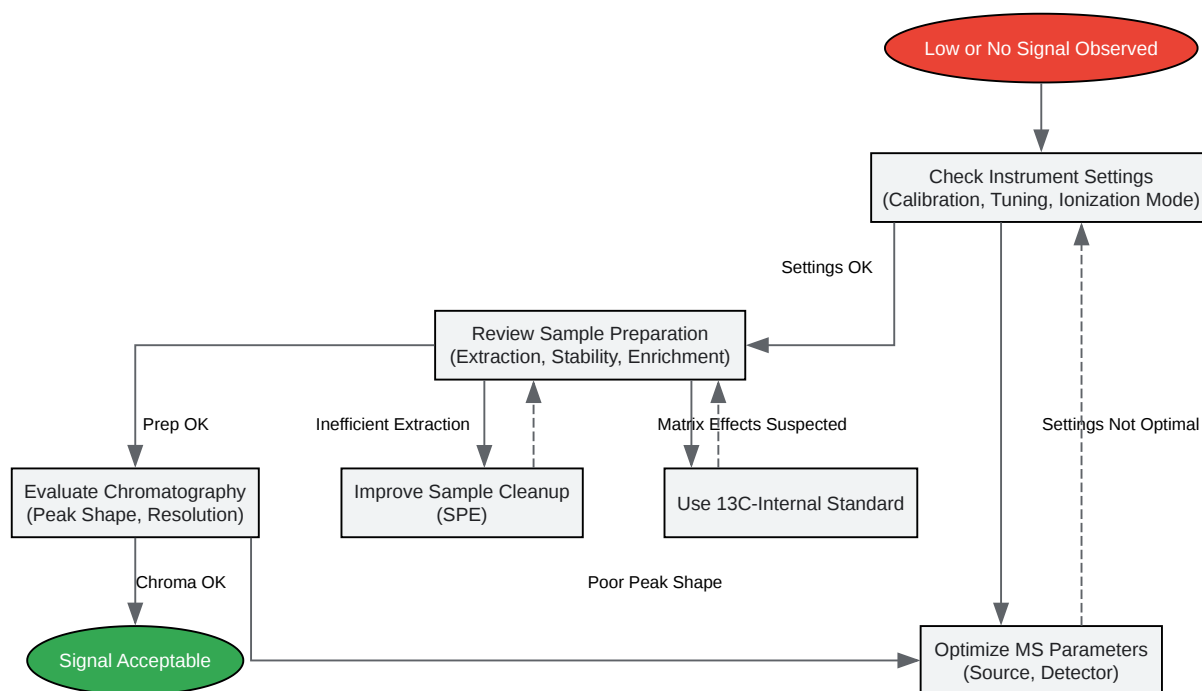 Low or No Signal Observed
Check Instrument Settings
(Calibration, Tuning, Ionization Mode)
Settings OK
Review Sample Preparation
(Extraction, Stability, Enrichment)
Prep OK
Inefficient Extraction
Matrix Effects Suspected
Settings Not Optimal
Evaluate Chromatography
(Peak Shape, Resolution)
Improve Sample Cleanup
(SPE)
Use 13C-Internal Standard
Chroma OK
Poor Peak Shape
Signal Acceptable
Optimize MS Parameters
(Source, Detector)